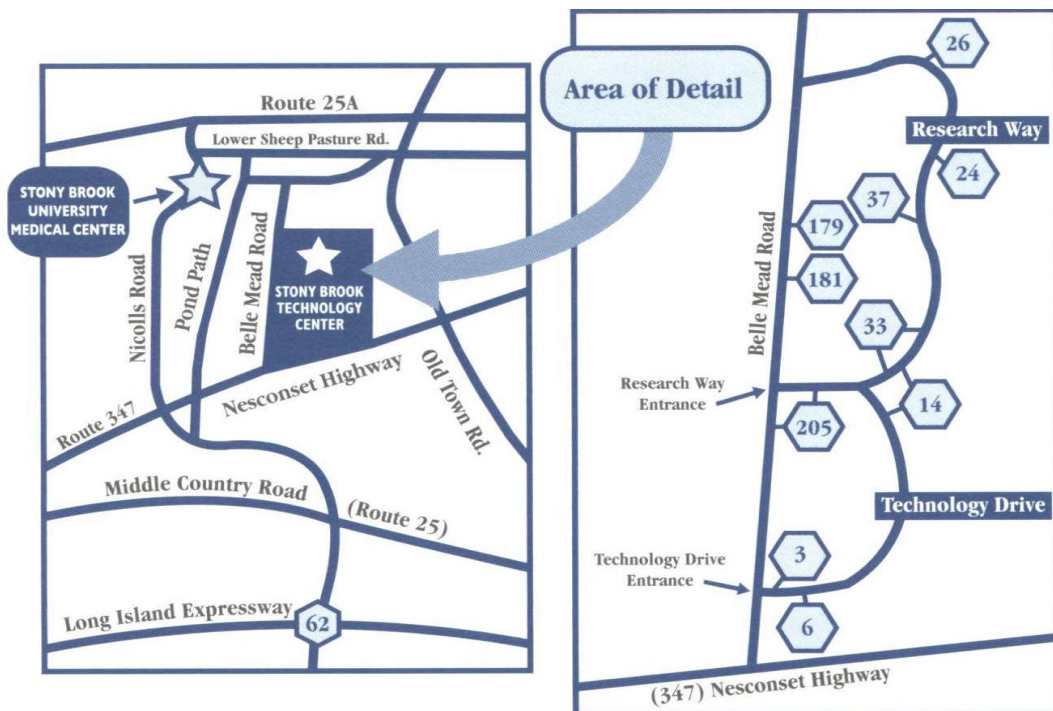 Route 25A
Lower Sheep Pasture Rd.
STONY BROOK
UNIVERSITY
MEDICAL CENTER
Nicolls Road
Pond Path
Belle Mead Road
STONY BROOK
TECHNOLOGY
CENTER
Nesconset Highway
Route 347
Old Town Rd.
Middle Country Road
(Route 25)
Long Island Expressway
62
Area of Detail
26
Research Way
24
37
179
181
Belle Mead Road
33
Research Way
Entrance
205
14
Technology Drive
Technology Drive
Entrance
3
6
(347) Nesconset Highway